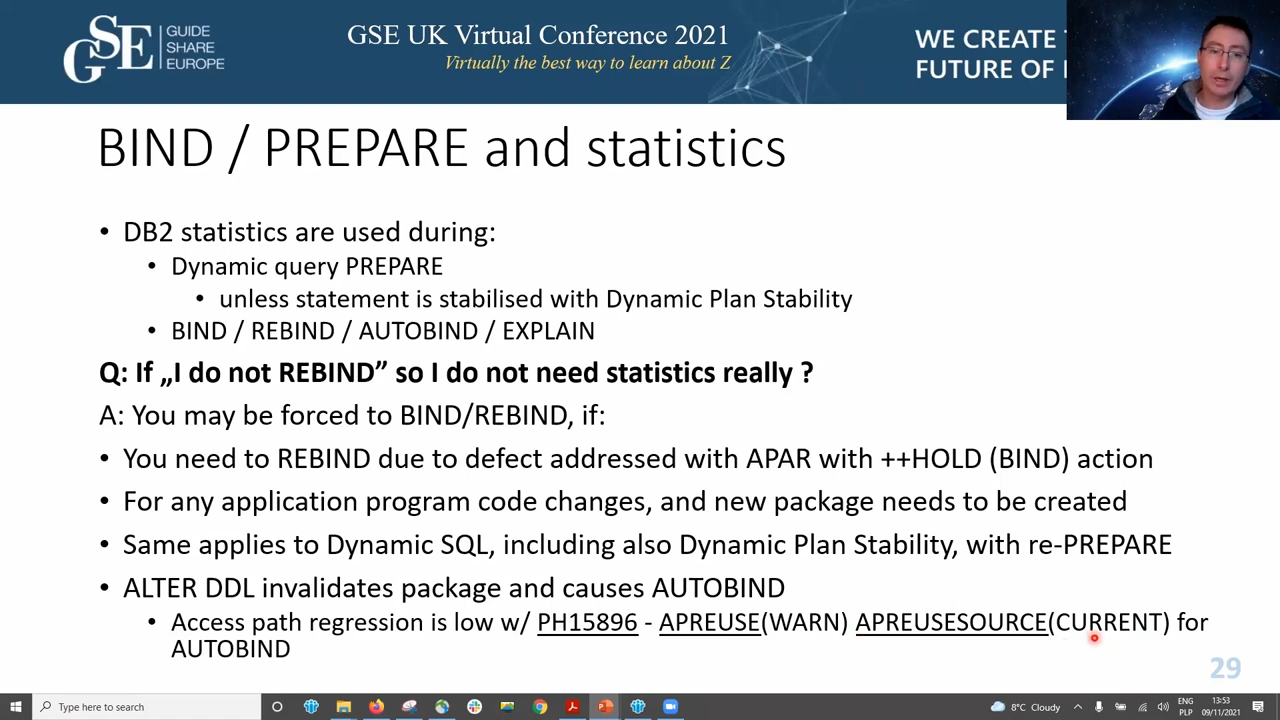 GSE
GUIDE
SHARE
EUROPE
GSE UK Virtual Conference 2021
Virtually the best way to learn about Z
WE CREATE
FUTURE OF
BIND / PREPARE and statistics
• DB2 statistics are used during:
• Dynamic query PREPARE
• unless statement is stabilised with Dynamic Plan Stability
• BIND / REBIND / AUTOBIND / EXPLAIN
Q: If „I do not REBIND” so I do not need statistics really ?
A: You may be forced to BIND/REBIND, if:
• You need to REBIND due to defect addressed with APAR with ++HOLD (BIND) action
• For any application program code changes, and new package needs to be created
• Same applies to Dynamic SQL, including also Dynamic Plan Stability, with re-PREPARE
• ALTER DDL invalidates package and causes AUTOBIND
• Access path regression is low w/ PH15896 - APREUSE(WARN) APREUSESOURCE(CURRENT) for
AUTOBIND
29
Type here to search
8°C Cloudy
ENG
PLP
13:53
09/11/2021